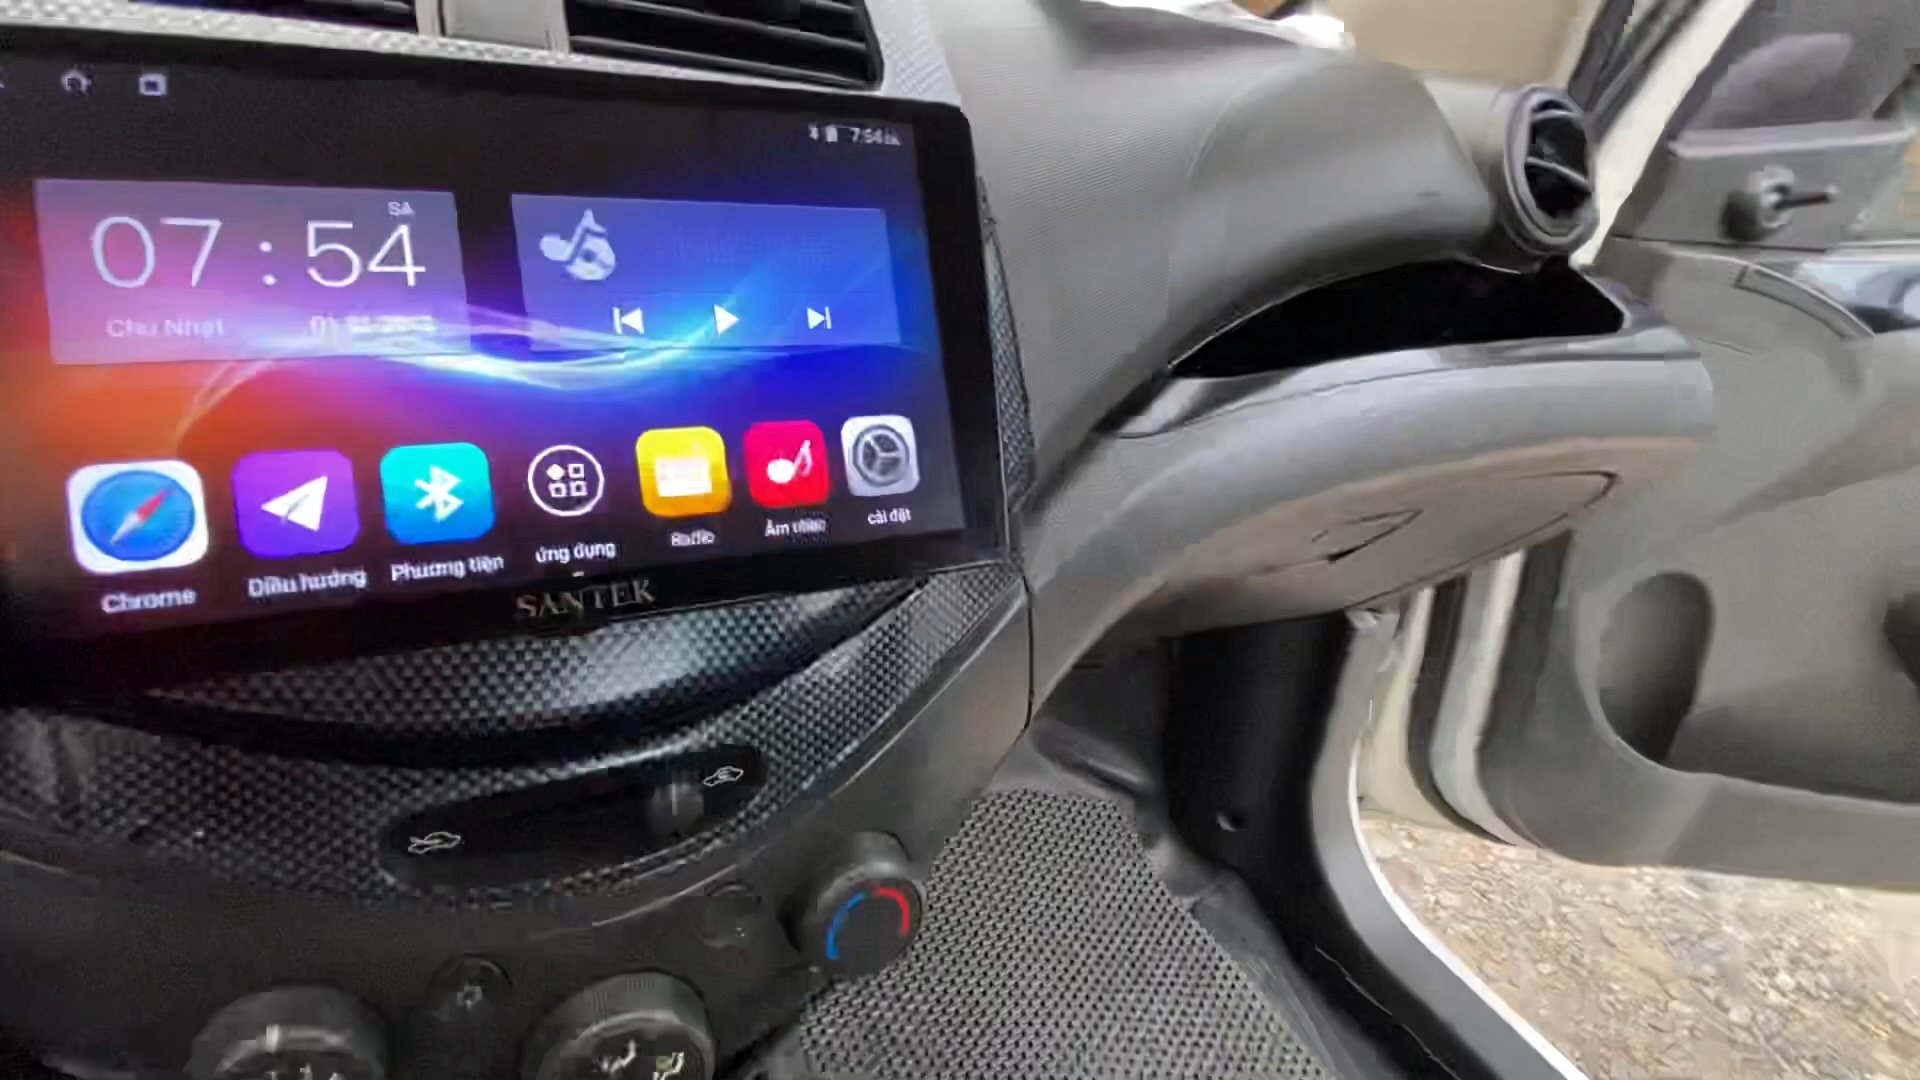 7:54
SA
07 : 54
Chủ Nhật
Chrome
Điều hướng
Phương tiện
ứng dụng
Radio
Âm nhạc
cài đặt
SANTEK